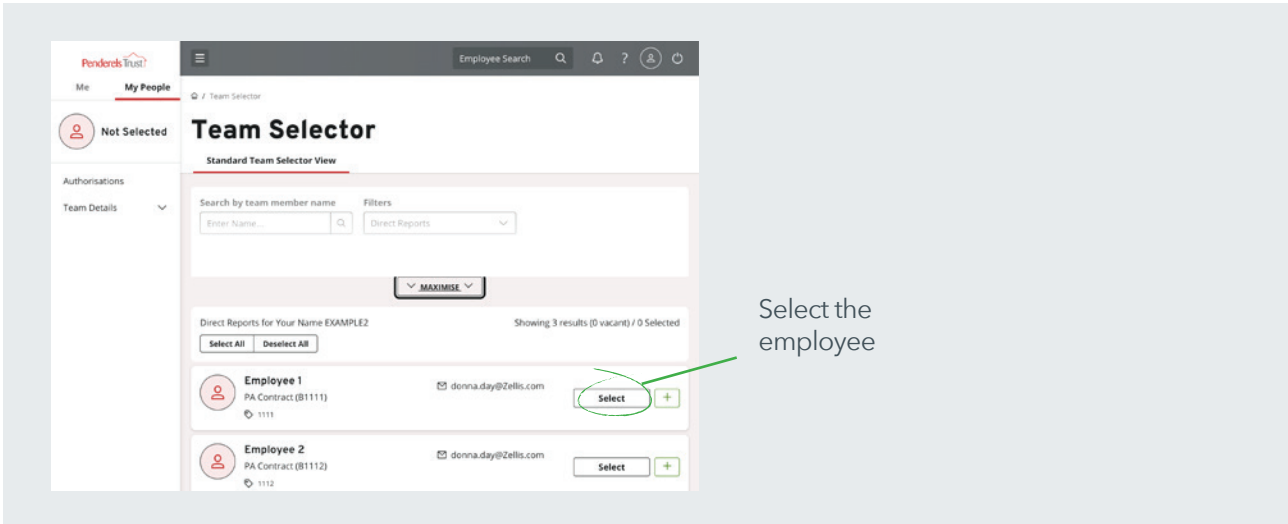 Penderels Trust
Employee Search
?
Me
My People
/ Team Selector
Not Selected
Team Selector
Standard Team Selector View
Authorisations
Team Details
Search by team member name
Filters
Enter Name...
Direct Reports
MAXIMISE
Direct Reports for Your Name EXAMPLE2
Showing 3 results (0 vacant) / 0 Selected
Select All
Deselect All
Employee 1
PA Contract (B1111)
1111
donna.day@Zellis.com
Select
+
Select the
employee
Employee 2
PA Contract (B1112)
1112
donna.day@Zellis.com
Select
+